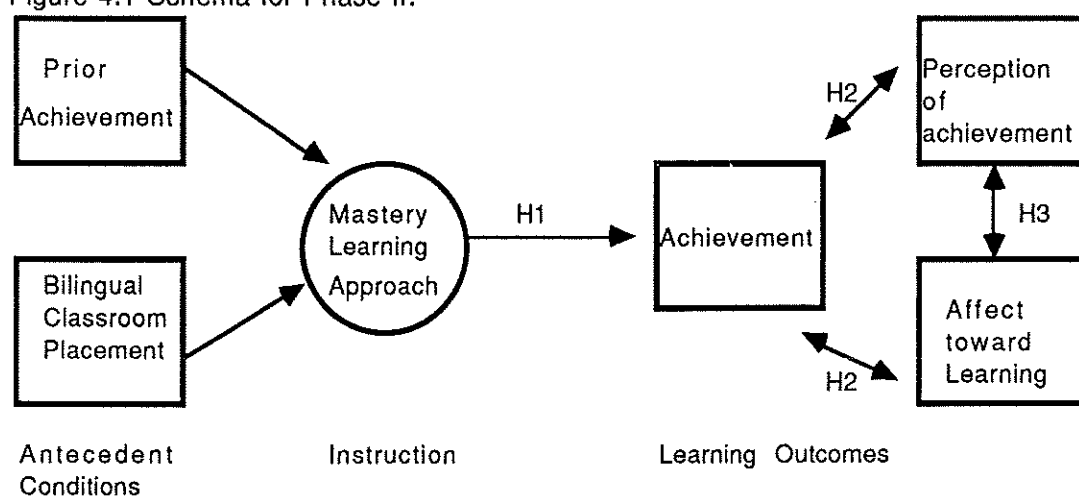 Figure 4.1 Schema for Phase II.
Prior
Achievement
Bilingual
Classroom
Placement
Mastery
Learning
Approach
H1
Achievement
H2
H2
Perception
of
achievement
H3
Affect
toward
Learning
Antecedent
Conditions
Instruction
Learning Outcomes